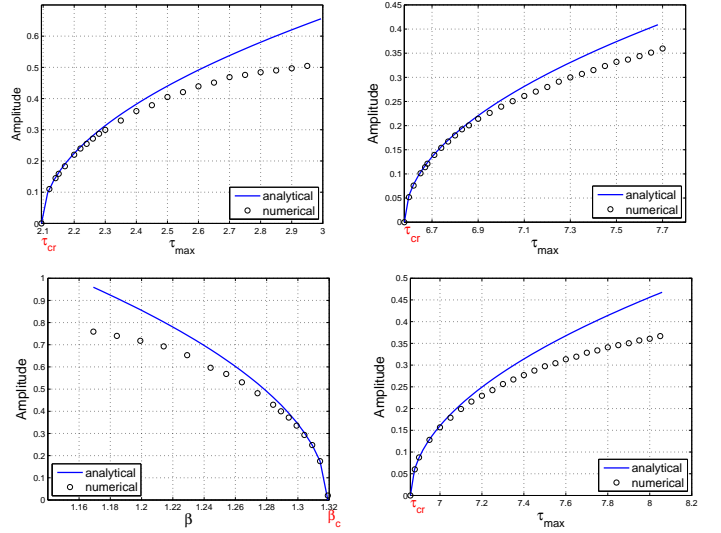 0.6
0.5
0.4
0.3
0.2
0.1
0
Amplitude
2.1 2.2 2.3 2.4 2.5 2.6 2.7 2.8 2.9 3
τcr
τmax
analytical
numerical
0.45
0.4
0.35
0.3
0.25
0.2
0.15
0.1
0.05
0
Amplitude
6.7 6.9 7.1 7.3 7.5 7.7
τcr
τmax
analytical
numerical
1
0.9
0.8
0.7
0.6
0.5
0.4
0.3
0.2
0.1
0
Amplitude
1.16 1.18 1.2 1.22 1.24 1.26 1.28 1.30 1.32
β
βc
analytical
numerical
0.5
0.45
0.4
0.35
0.3
0.25
0.2
0.15
0.1
0.05
0
Amplitude
7 7.2 7.4 7.6 7.8 8 8.2
τcr
τmax
analytical
numerical